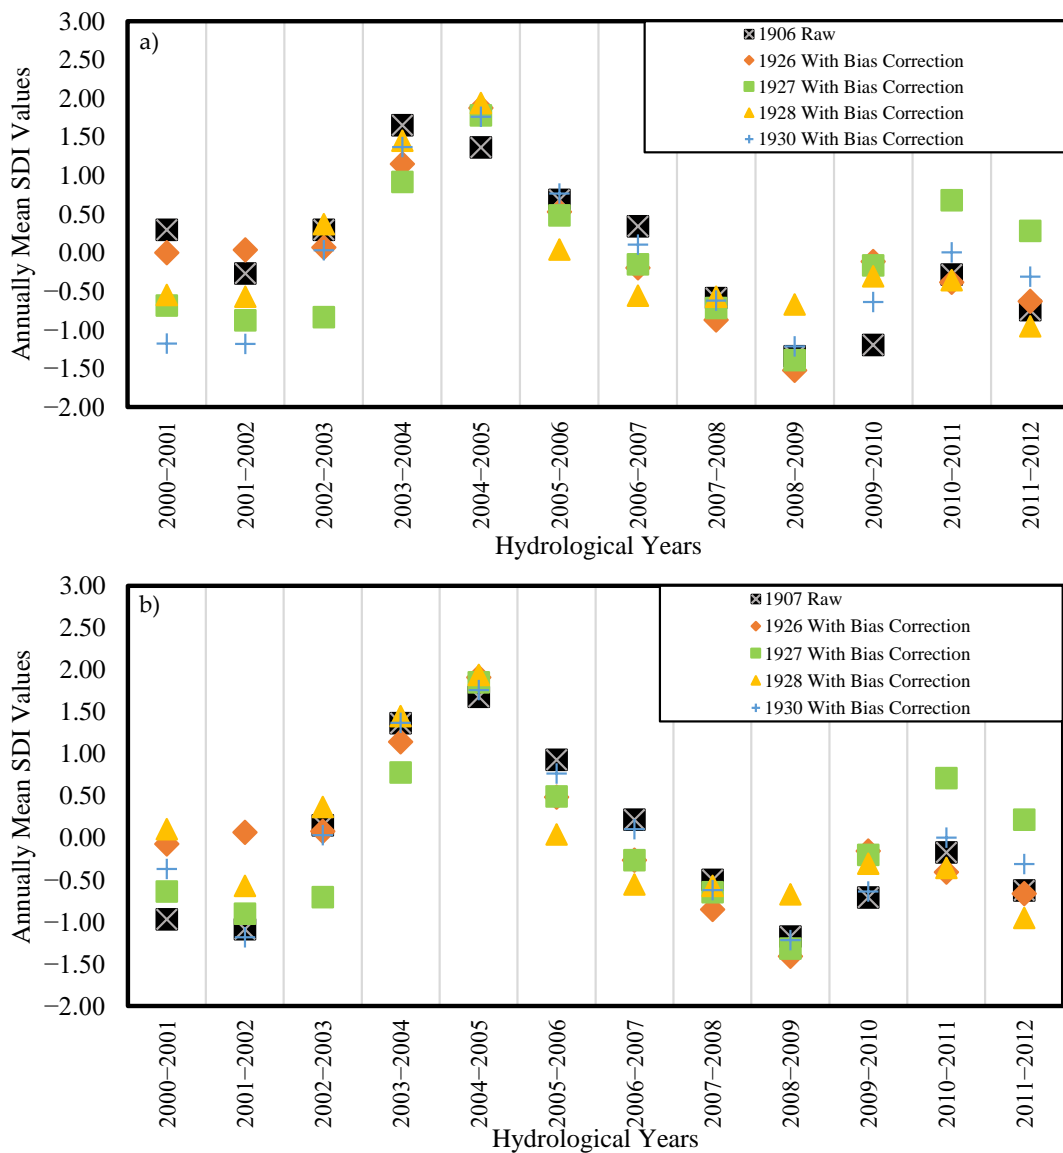 a)
1906 Raw
1926 With Bias Correction
1927 With Bias Correction
1928 With Bias Correction
1930 With Bias Correction
Annually Mean SDI Values
3.00
2.50
2.00
1.50
1.00
0.50
0.00
−0.50
−1.00
−1.50
−2.00
2000−2001
2001−2002
2002−2003
2003−2004
2004−2005
2005−2006
2006−2007
2007−2008
2008−2009
2009−2010
2010−2011
2011−2012
Hydrological Years
b)
1907 Raw
1926 With Bias Correction
1927 With Bias Correction
1928 With Bias Correction
1930 With Bias Correction
Annually Mean SDI Values
3.00
2.50
2.00
1.50
1.00
0.50
0.00
−0.50
−1.00
−1.50
−2.00
2000−2001
2001−2002
2002−2003
2003−2004
2004−2005
2005−2006
2006−2007
2007−2008
2008−2009
2009−2010
2010−2011
2011−2012
Hydrological Years